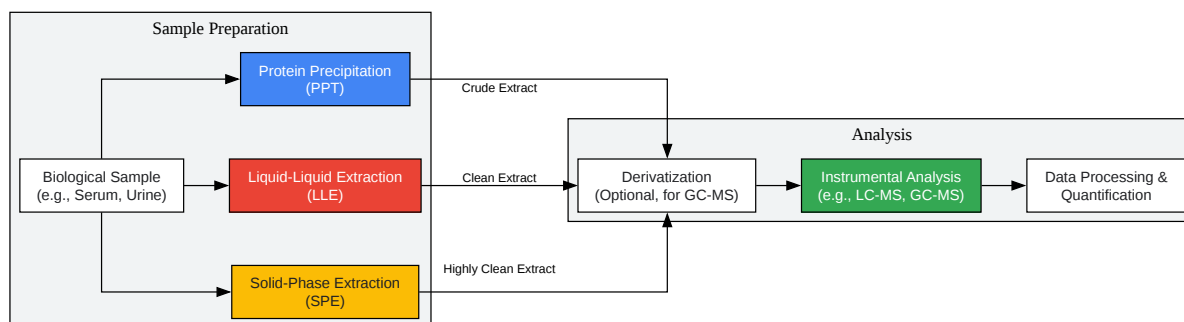 Sample Preparation
Protein Precipitation
(PPT)
Crude Extract
Analysis
Biological Sample
(e.g., Serum, Urine)
Liquid-Liquid Extraction
(LLE)
Clean Extract
Derivatization
(Optional, for GC-MS)
Instrumental Analysis
(e.g., LC-MS, GC-MS)
Data Processing &
Quantification
Solid-Phase Extraction
(SPE)
Highly Clean Extract